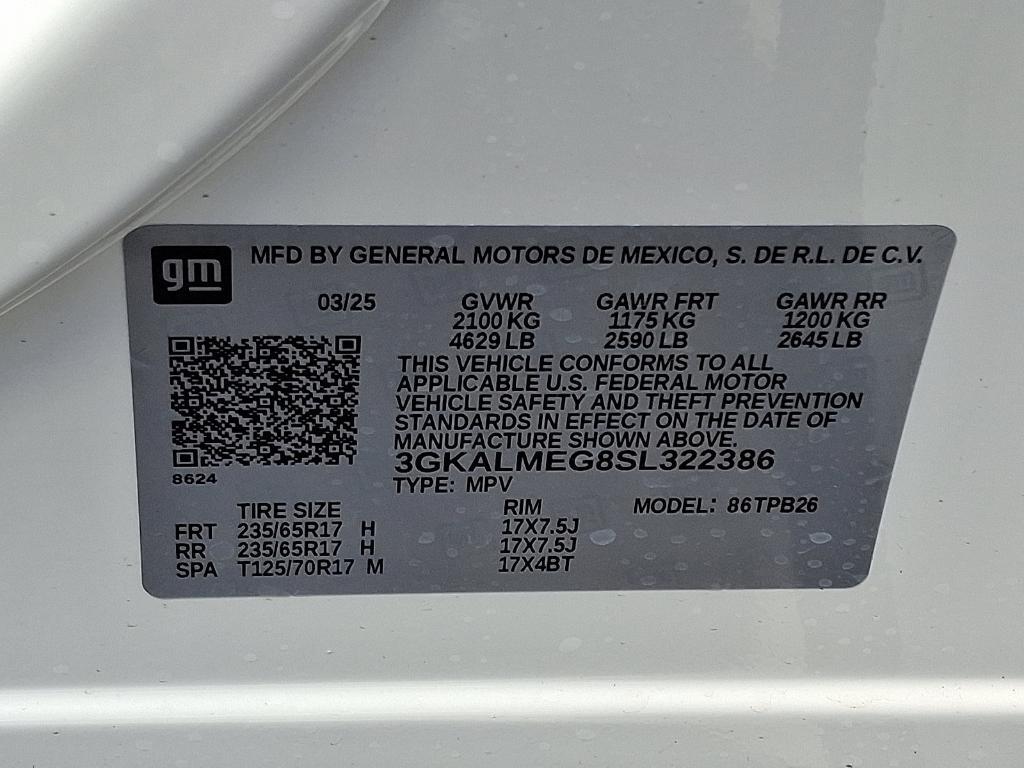 gm
MFD BY GENERAL MOTORS DE MEXICO, S. DE R.L. DE C.V.
03/25 GVWR GAWR FRT GAWR RR
2100 KG 1175 KG 1200 KG
4629 LB 2590 LB 2645 LB
THIS VEHICLE CONFORMS TO ALL
APPLICABLE U.S. FEDERAL MOTOR
VEHICLE SAFETY AND THEFT PREVENTION
STANDARDS IN EFFECT ON THE DATE OF
MANUFACTURE SHOWN ABOVE.
3GKALMEG8SL322386
8624
TYPE: MPV
TIRE SIZE RIM MODEL: 86TPB26
FRT 235/65R17 H 17X7.5J
RR 235/65R17 H 17X7.5J
SPA T125/70R17 M 17X4BT